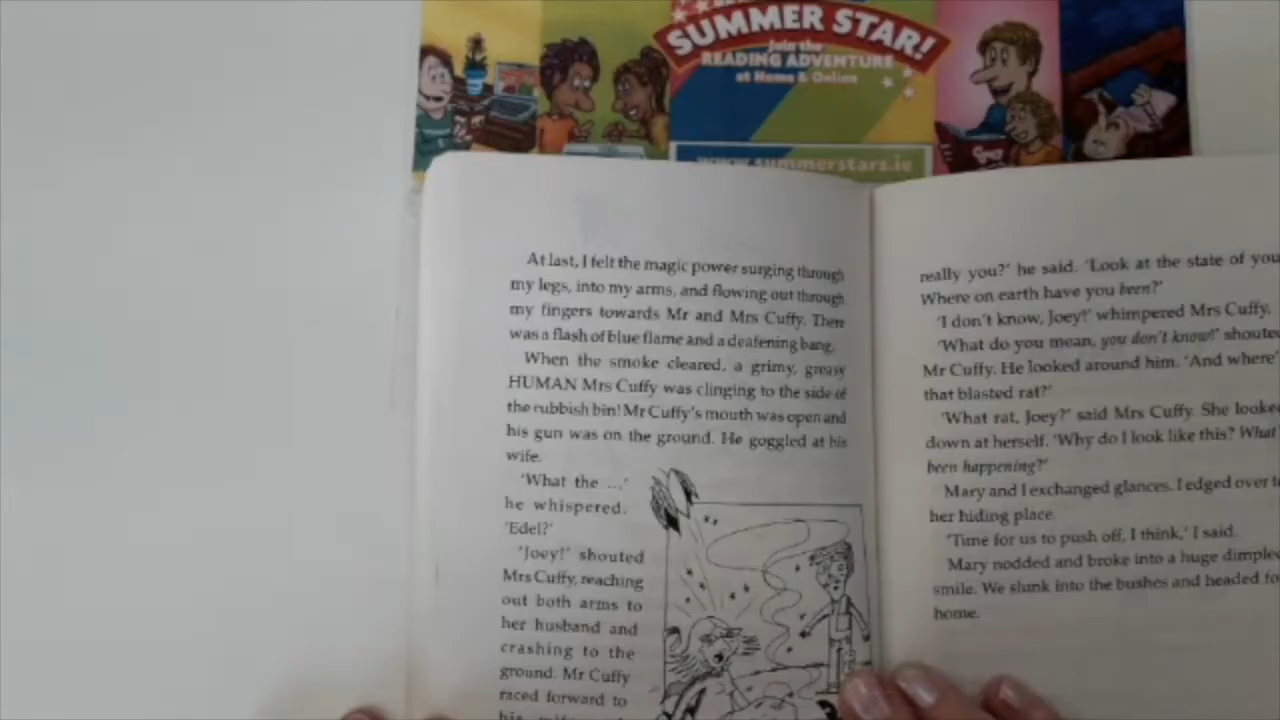 SUMMER STAR!
Join the
READING ADVENTURE
at Home & Online
www.summerstars.ie
At last, I felt the magic power surging through
my legs, into my arms, and flowing out through
my fingers towards Mr and Mrs Cuffy. There
was a flash of blue flame and a deafening bang.
When the smoke cleared, a grimy, greasy
HUMAN Mrs Cuffy was clinging to the side of
the rubbish bin! Mr Cuffy's mouth was open and
his gun was on the ground. He goggled at his
wife.
'What the ...'
he whispered.
'Edel?'
'Joey!' shouted
Mrs Cuffy, reaching
out both arms to
her husband and
crashing to the
ground. Mr Cuffy
raced forward to
his
really you?' he said. 'Look at the state of you
Where on earth have you been?'
'I don't know, Joey!' whimpered Mrs Cuffy.
'What do you mean, you don't know!' shouted
Mr Cuffy. He looked around him. 'And where'
that blasted rat?'
'What rat, Joey?' said Mrs Cuffy. She looked
down at herself. 'Why do I look like this? What
been happening?'
Mary and I exchanged glances. I edged over
her hiding place.
'Time for us to push off, I think,' I said.
Mary nodded and broke into a huge dimple
smile. We slunk into the bushes and headed fo
home.